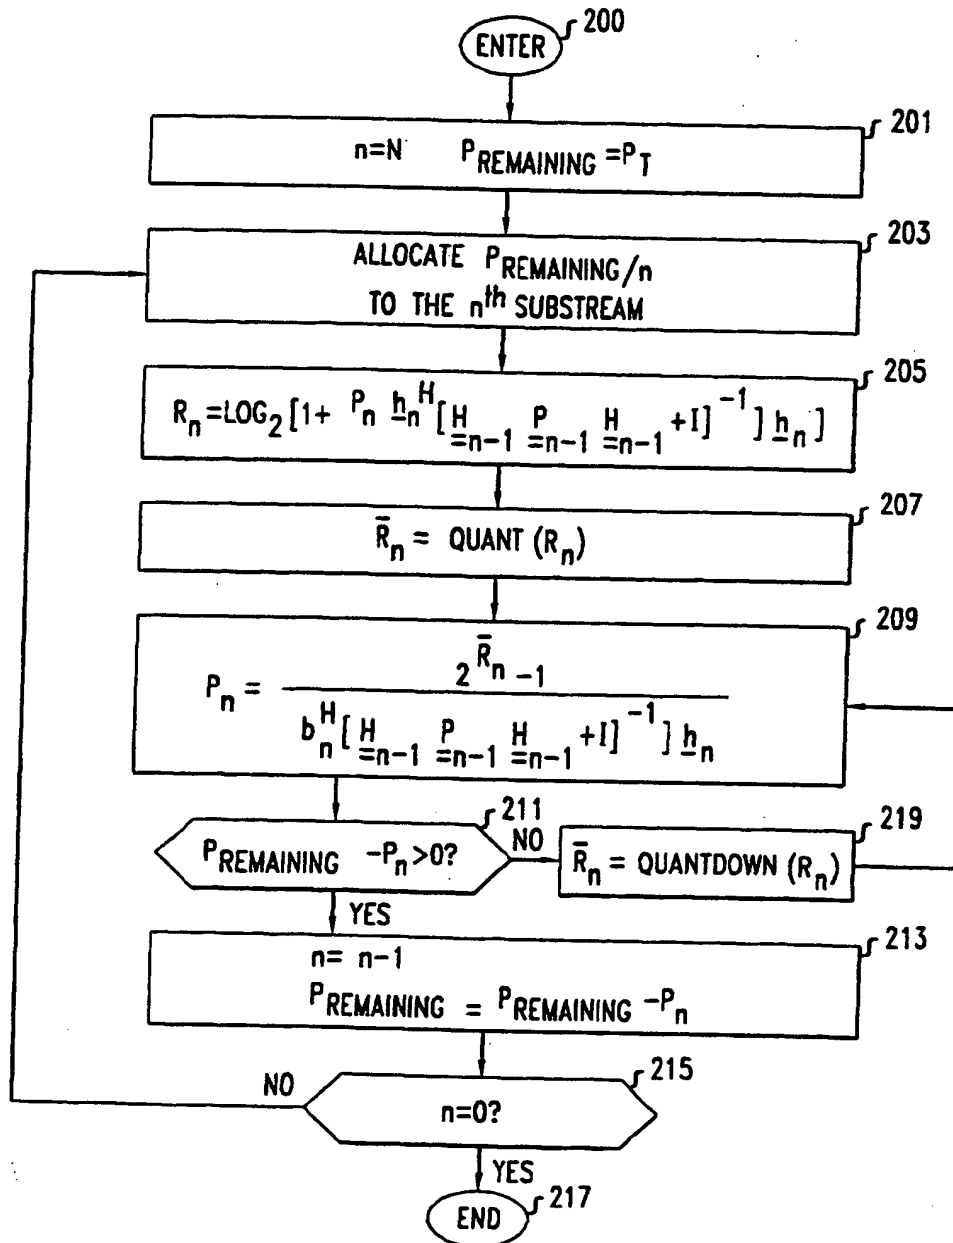 200
ENTER
201
n=N P_REMAINING =P_T
203
ALLOCATE P_REMAINING/n
TO THE n^th SUBSTREAM
205
R_n=LOG_2[1+ P_n h_n^H[H_n-1 P_n-1 H_n-1 +I]^-1] h_n]
207
R̄_n = QUANT (R_n)
209
P_n = 2^R̄_n -1
b_n^H[H_n-1 P_n-1 H_n-1 +I]^-1] h_n
211
P_REMAINING -P_n>0?
NO
219
R̄_n = QUANTDOWN (R_n)
YES
213
n= n-1
P_REMAINING = P_REMAINING -P_n
215
NO
n=0?
YES
217
END